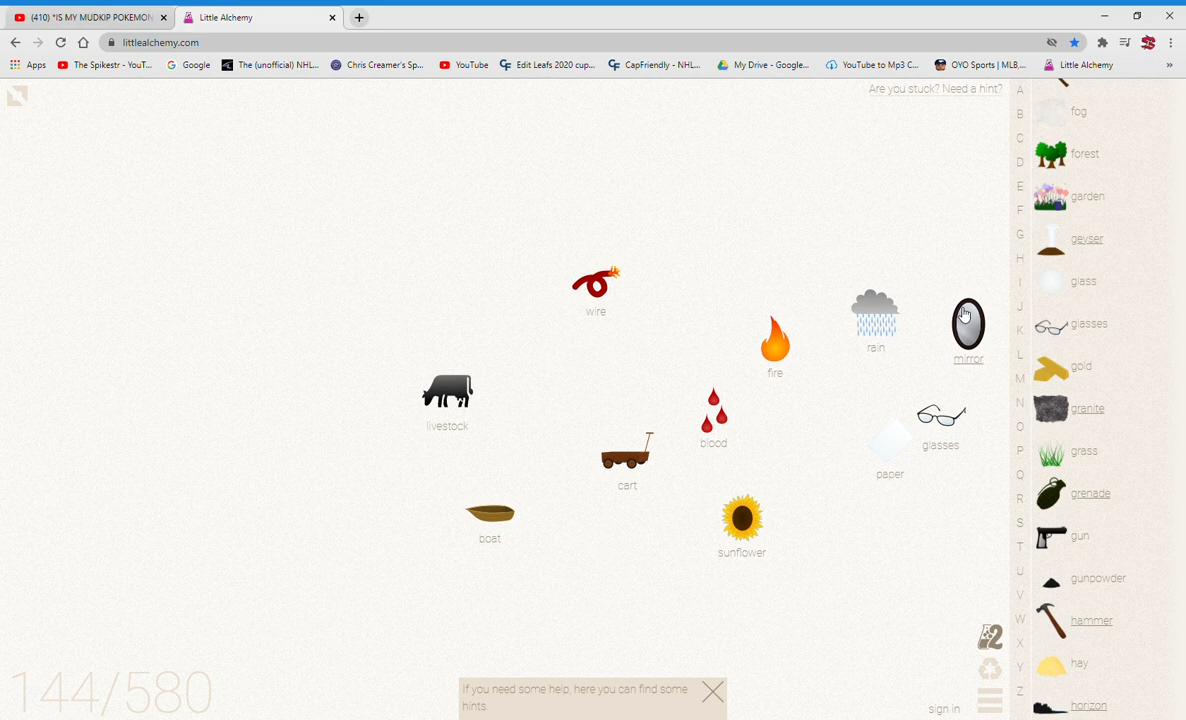 (410) *IS MY MUDKIP POKEMON
Little Alchemy
littlealchemy.com
Apps
The Spikestr - YouT...
Google
The (unofficial) NHL...
Chris Creamer's Sp...
YouTube
Edit Leafs 2020 cup...
CapFriendly - NHL...
My Drive - Google...
YouTube to Mp3 C...
OYO Sports | MLB,...
Little Alchemy
»
Are you stuck? Need a hint?
A
B
C
D
E
F
G
H
I
J
K
L
M
N
O
P
Q
R
S
T
U
V
W
X
Y
Z
fog
forest
garden
geyser
glass
glasses
gold
granite
grass
grenade
gun
gunpowder
hammer
hay
horizon
wire
rain
mirror
fire
livestock
blood
glasses
paper
cart
boat
sunflower
2
144/580
If you need some help, here you can find some
hints.
sign in